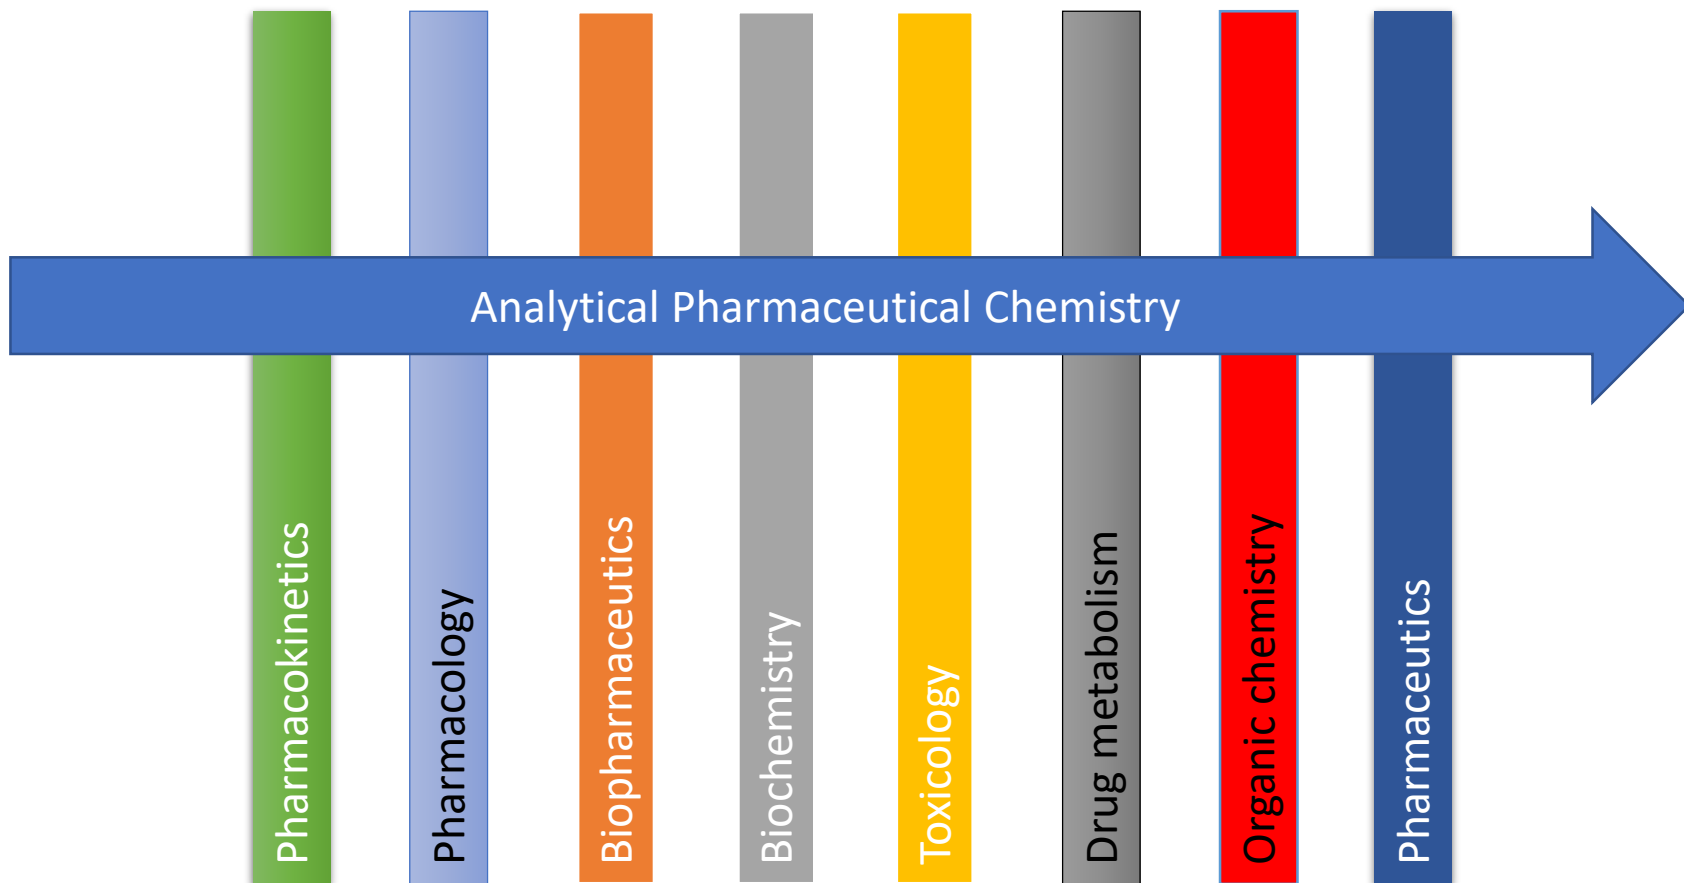 Analytical Pharmaceutical Chemistry
Pharmacokinetics
Pharmacology
Biopharmaceutics
Biochemistry
Toxicology
Drug metabolism
Organic chemistry
Pharmaceutics